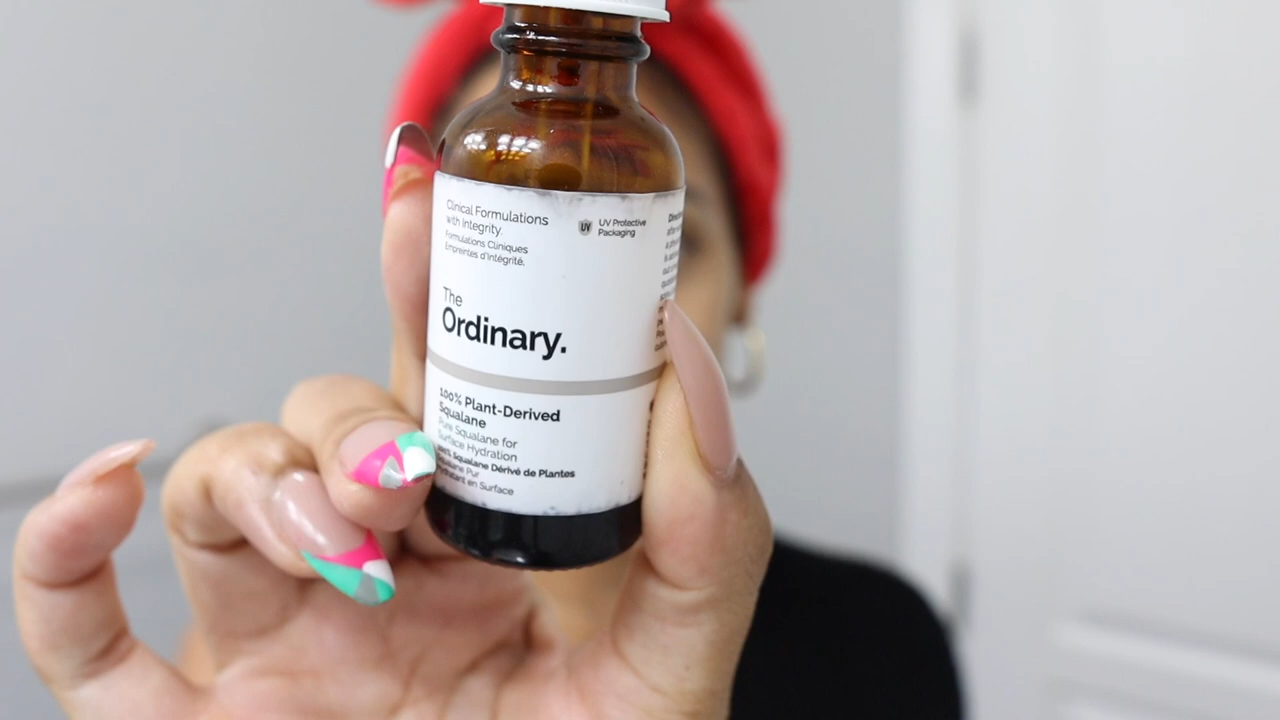 Clinical Formulations
with Integrity.
Formulations Cliniques
Empreintes d'Intégrité.
UV
UV Protective
Packaging
The
Ordinary.
100% Plant-Derived
Squalane
Pure Squalane for
Surface Hydration
100% Squalane Dérivé de Plantes
Squalane Pur
Hydratant en Surface